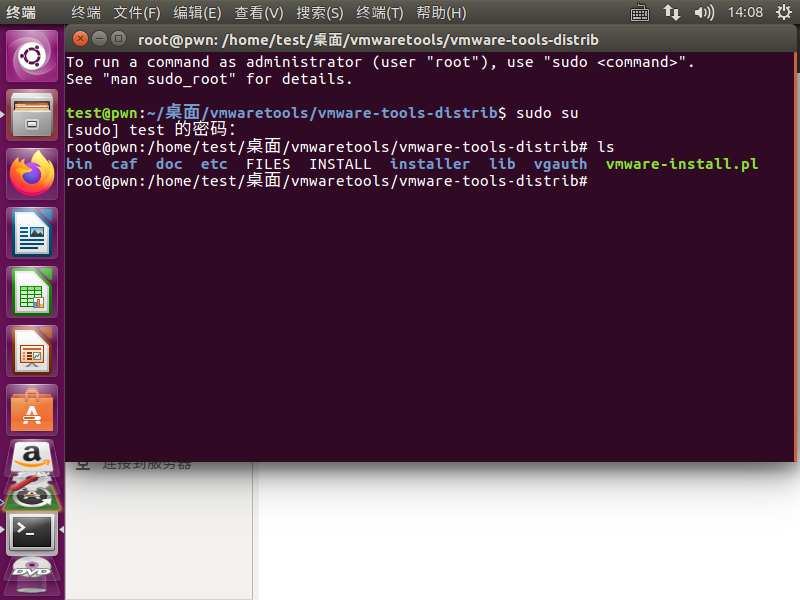 终端 终端 文件(F) 编辑(E) 查看(V) 搜索(S) 终端(T) 帮助(H) 14:08
root@pwn: /home/test/桌面/vmwaretools/vmware-tools-distrib
To run a command as administrator (user "root"), use "sudo <command>".
See "man sudo_root" for details.
test@pwn:~/桌面/vmwaretools/vmware-tools-distrib$ sudo su
[sudo] test 的密码：
root@pwn:/home/test/桌面/vmwaretools/vmware-tools-distrib# ls
bin caf doc etc FILES INSTALL installer lib vgauth vmware-install.pl
root@pwn:/home/test/桌面/vmwaretools/vmware-tools-distrib#
连接到服务器
DVD